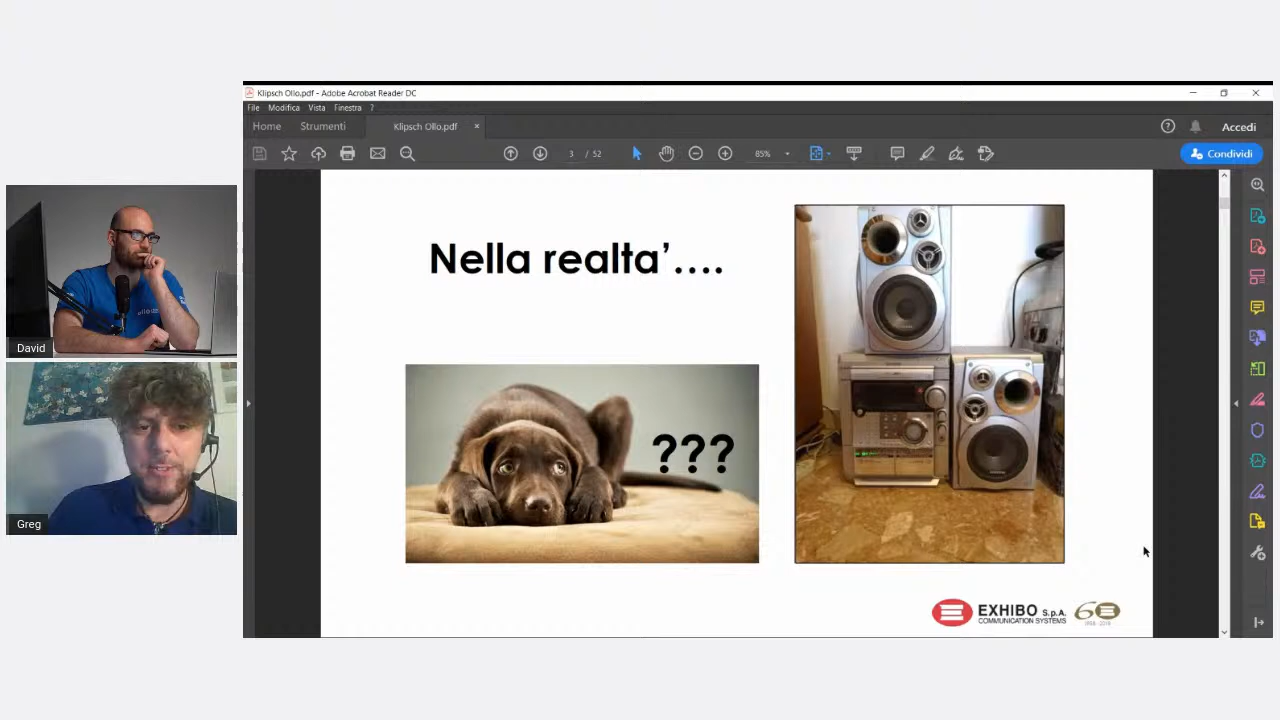 Klipsch Ollo.pdf - Adobe Acrobat Reader DC
File Modifica Vista Finestra ?
Home Strumenti Klipsch Ollo.pdf × Accedi
3 / 52 85% Condividi
Nella realta’....
???
David
Greg
EXHIBO S.p.A.
COMMUNICATION SYSTEMS